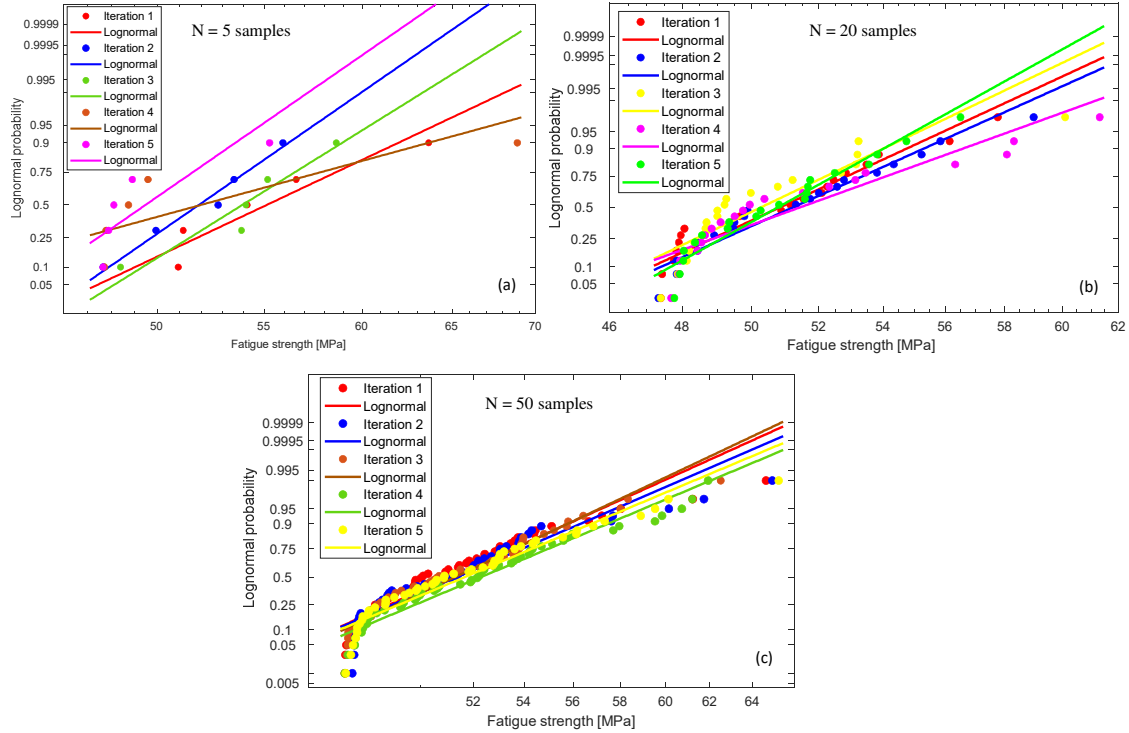 N = 5 samples
Iteration 1
Lognormal
Iteration 2
Lognormal
Iteration 3
Lognormal
Iteration 4
Lognormal
Iteration 5
Lognormal
0.9999
0.9995
0.995
0.95
0.9
0.75
0.5
0.25
0.1
0.05
Lognormal probability
(a)
50 55 60 65 70
Fatigue strength [MPa]
N = 20 samples
Iteration 1
Lognormal
Iteration 2
Lognormal
Iteration 3
Lognormal
Iteration 4
Lognormal
Iteration 5
Lognormal
0.9999
0.9995
0.995
0.95
0.9
0.75
0.5
0.25
0.1
0.05
Lognormal probability
(b)
46 48 50 52 54 56 58 60 62
Fatigue strength [MPa]
N = 50 samples
Iteration 1
Lognormal
Iteration 2
Lognormal
Iteration 3
Lognormal
Iteration 4
Lognormal
Iteration 5
Lognormal
0.9999
0.9995
0.995
0.95
0.9
0.75
0.5
0.25
0.1
0.05
0.005
Lognormal probability
(c)
52 54 56 58 60 62 64
Fatigue strength [MPa]